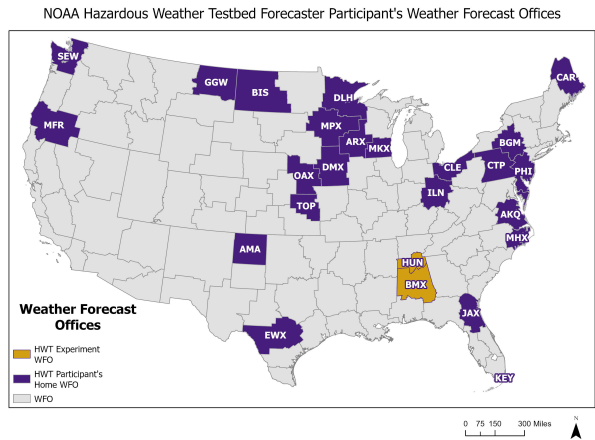 NOAA Hazardous Weather Testbed Forecaster Participant's Weather Forecast Offices
SEW
GGW
BIS
DLH
CAR
MFR
MPX
ARX
MKX
BGM
CLE
CTP
PHI
DMX
OAX
ILN
TOP
AKQ
MHX
AMA
HUN
BMX
JAX
EWX
KEY
Weather Forecast
Offices
HWT Experiment
WFO
HWT Participant's
Home WFO
WFO
0 75 150 300 Miles
N